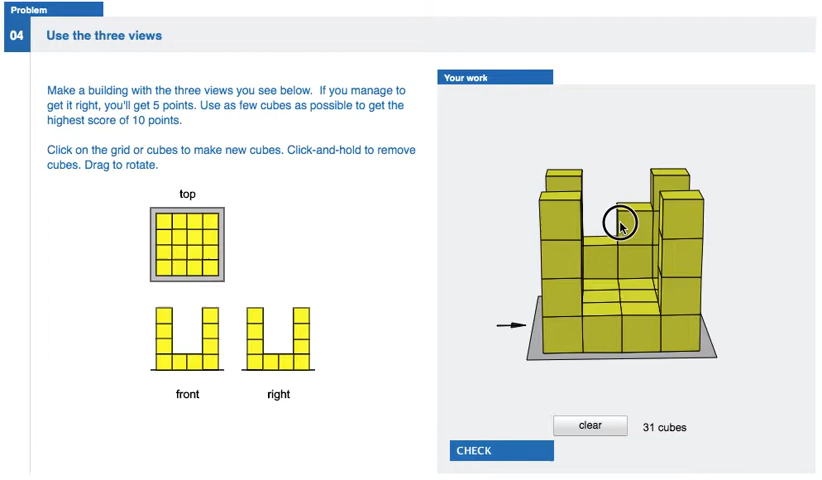 Problem
04 Use the three views
Make a building with the three views you see below. If you manage to
get it right, you'll get 5 points. Use as few cubes as possible to get the
highest score of 10 points.
Click on the grid or cubes to make new cubes. Click-and-hold to remove
cubes. Drag to rotate.
top
front
right
Your work
clear
31 cubes
CHECK